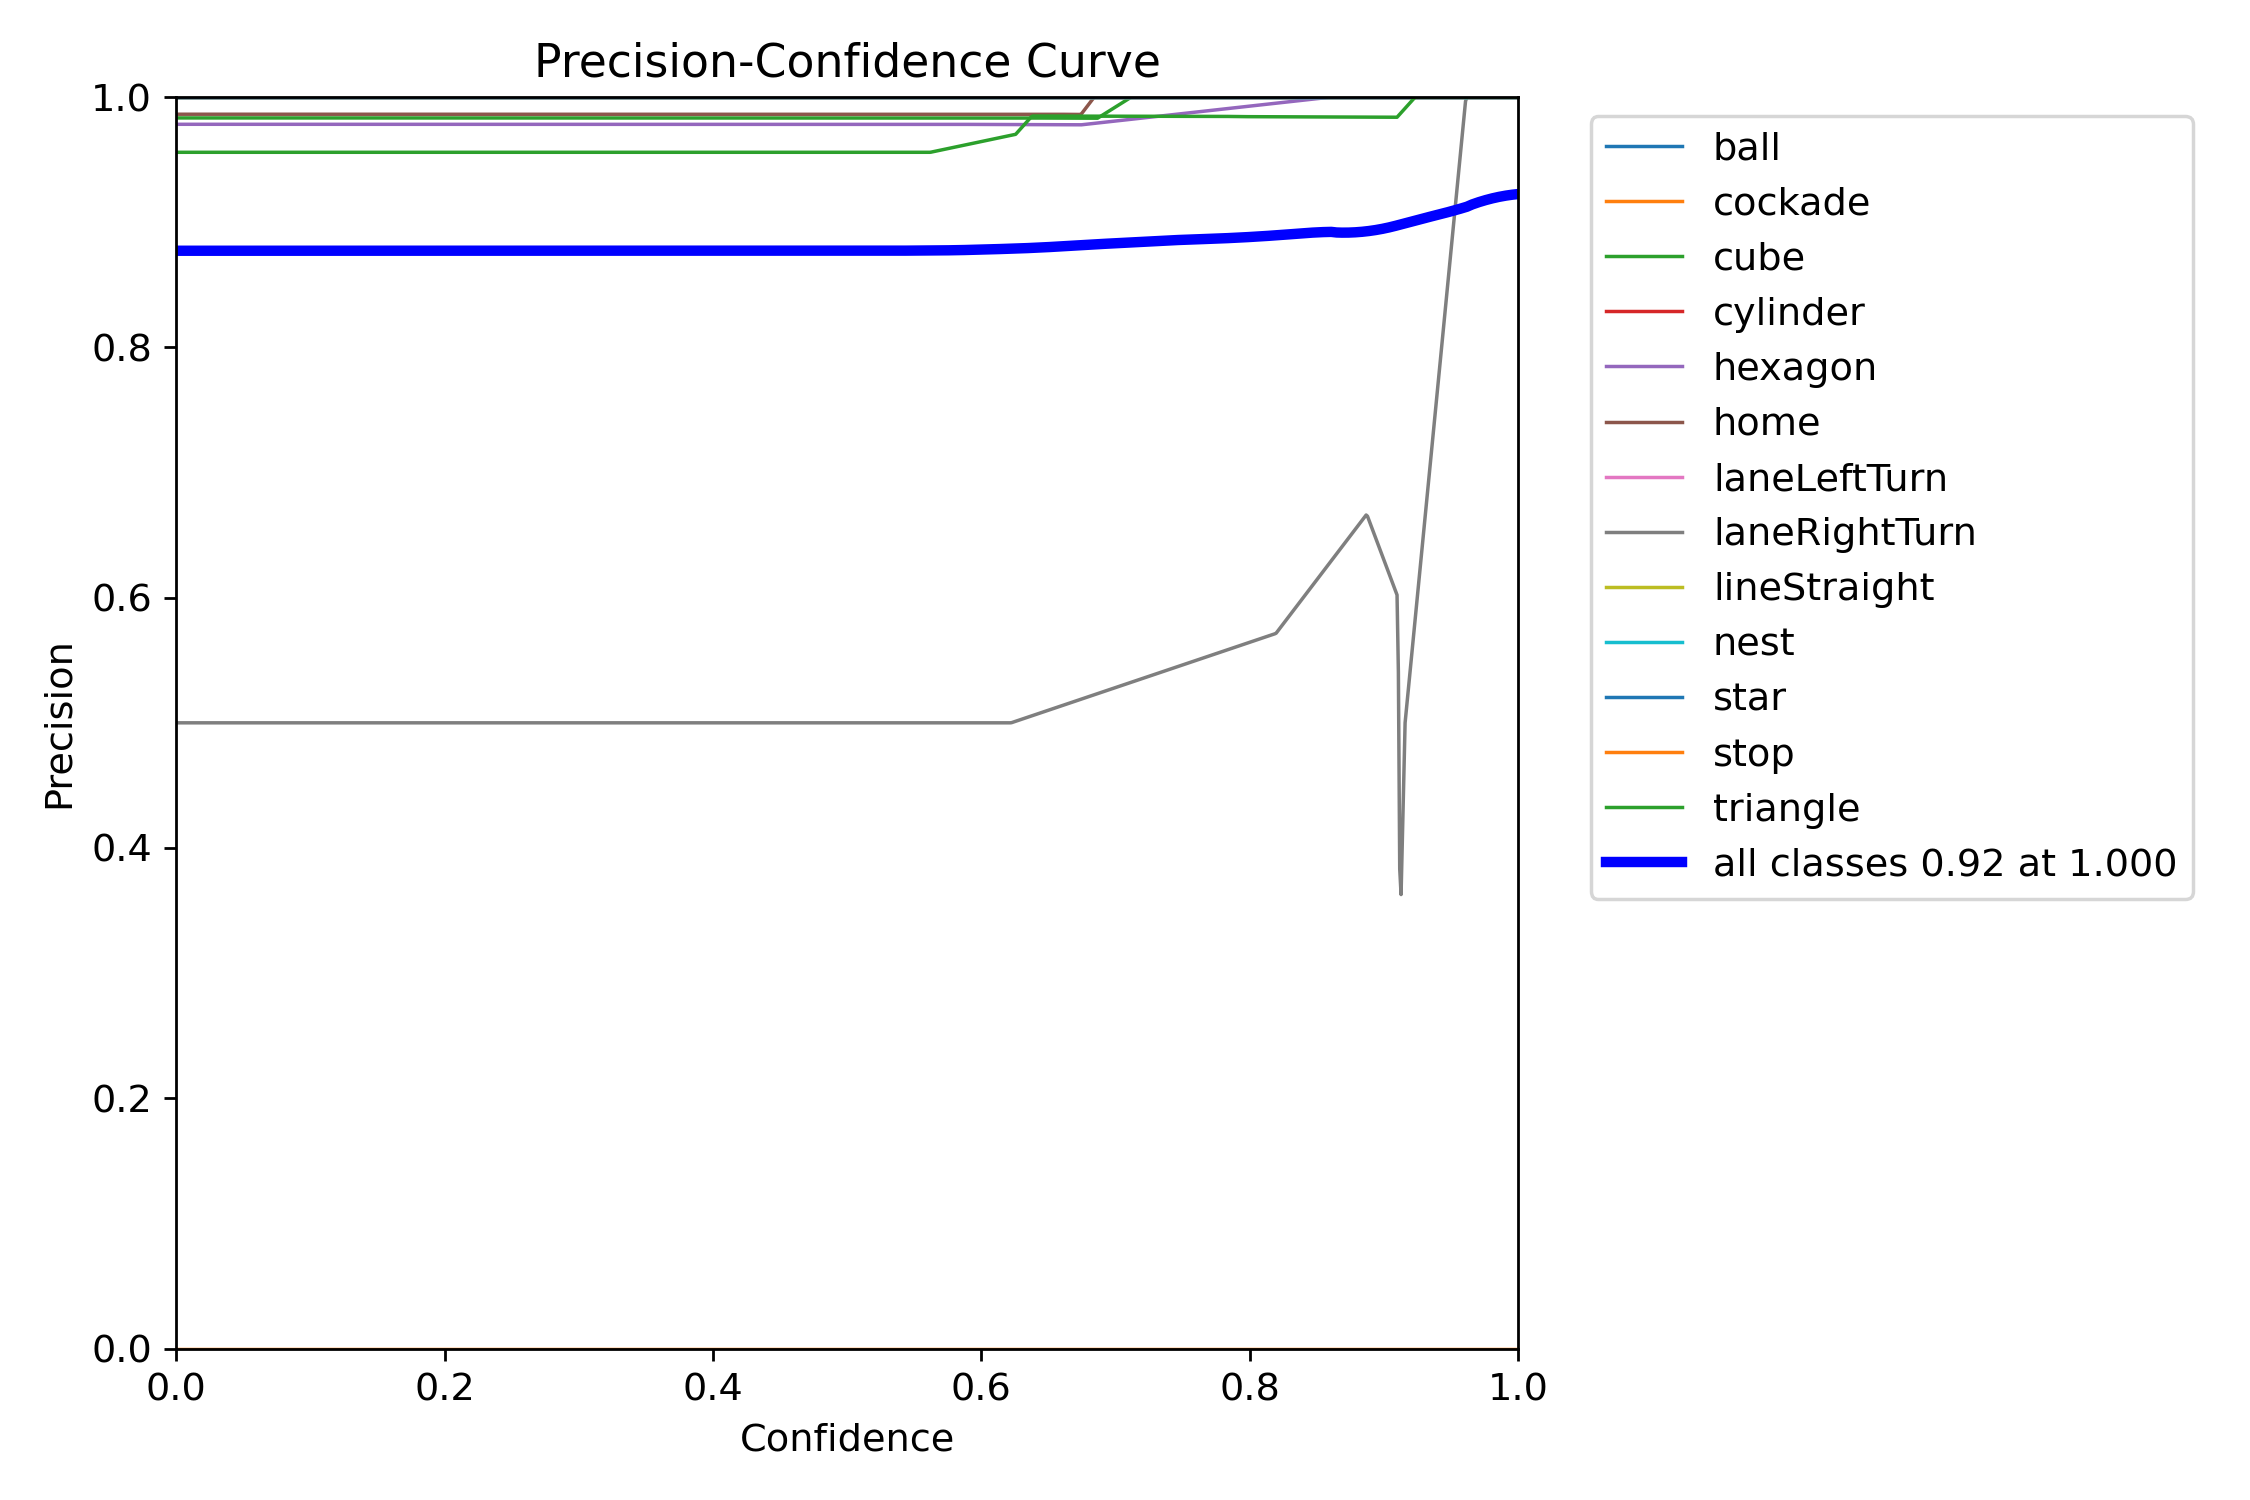 Precision-Confidence Curve
1.0
0.8
0.6
0.4
0.2
0.0
Precision
0.0 0.2 0.4 0.6 0.8 1.0
Confidence
ball
cockade
cube
cylinder
hexagon
home
laneLeftTurn
laneRightTurn
lineStraight
nest
star
stop
triangle
all classes 0.92 at 1.000